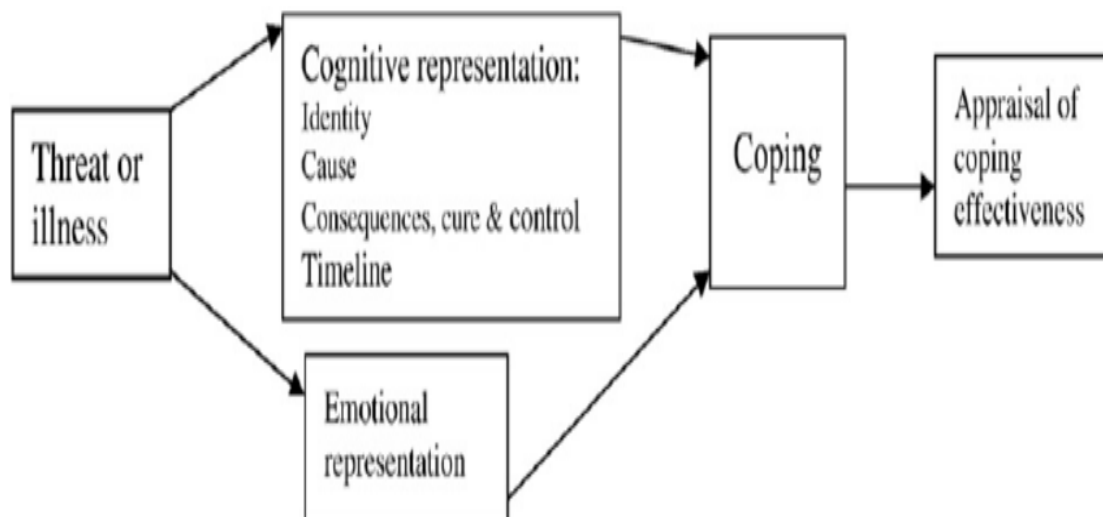 Threat or
illness
Cognitive representation:
Identity
Cause
Consequences, cure & control
Timeline
Emotional
representation
Coping
Appraisal of
coping
effectiveness